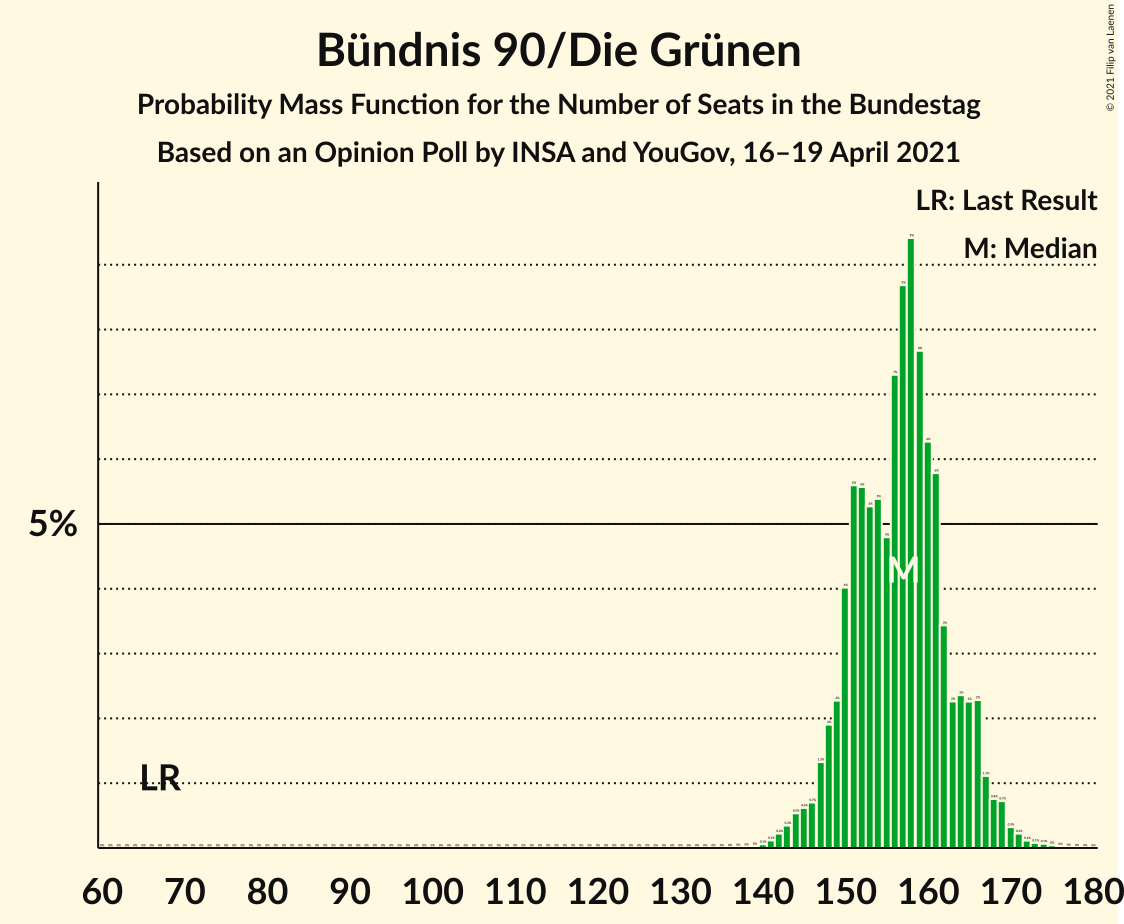 Bündnis 90/Die Grünen
Probability Mass Function for the Number of Seats in the Bundestag
Based on an Opinion Poll by INSA and YouGov, 16–19 April 2021
© 2021 Filip van Laenen
LR: Last Result
M: Median
5%
M
LR
60 70 80 90 100 110 120 130 140 150 160 170 180